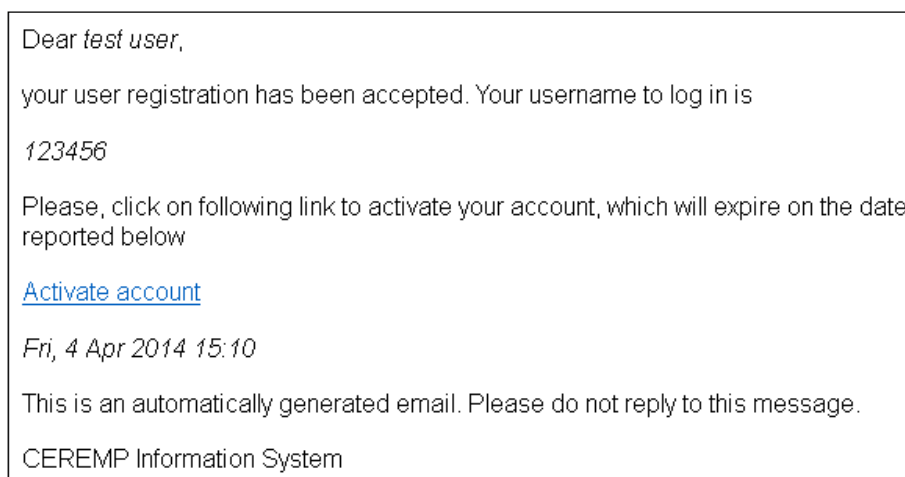 Dear test user,
your user registration has been accepted. Your username to log in is
123456
Please, click on following link to activate your account, which will expire on the date
reported below
Activate account
Fri, 4 Apr 2014 15:10
This is an automatically generated email. Please do not reply to this message.
CEREMP Information System